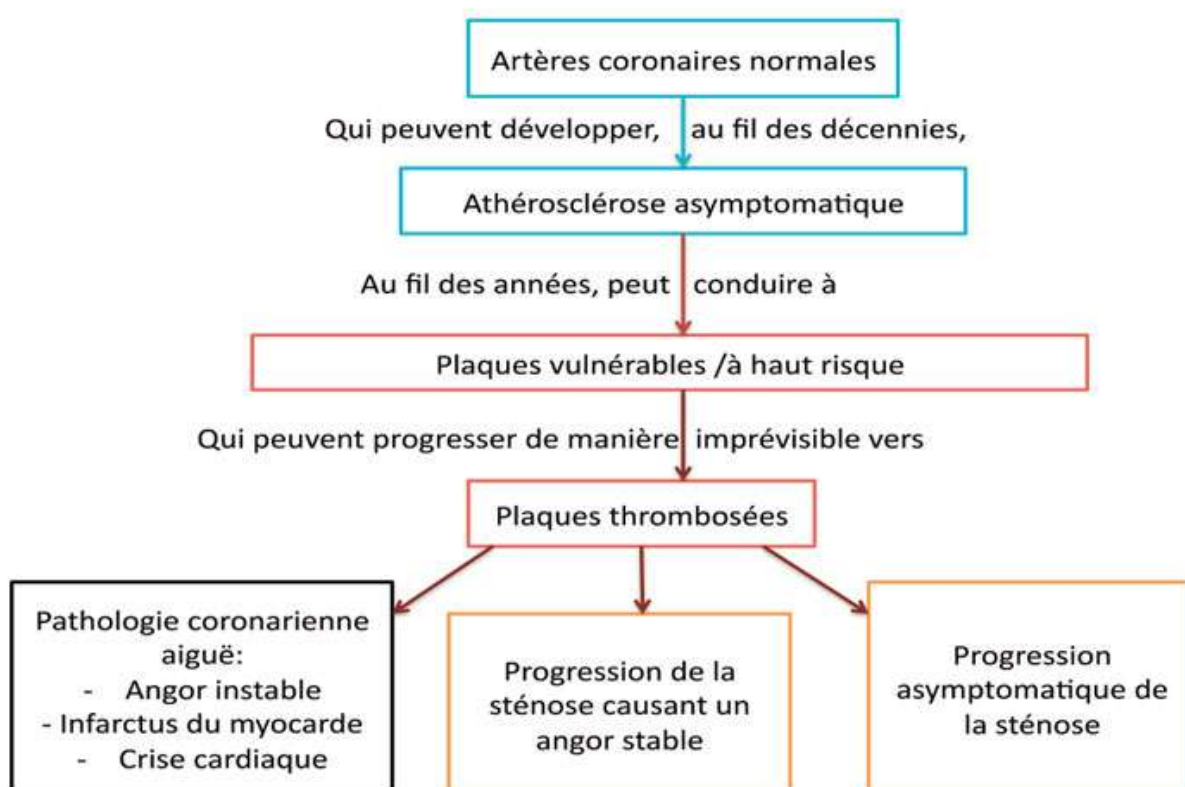 Artères coronaires normales
Qui peuvent développer, au fil des décennies,
Athérosclérose asymptomatique
Au fil des années, peut conduire à
Plaques vulnérables /à haut risque
Qui peuvent progresser de manière imprévisible vers
Plaques thrombosées
Pathologie coronarienne
aiguë:
- Angor instable
- Infarctus du myocarde
- Crise cardiaque
Progression de la
sténose causant un
angor stable
Progression
asymptomatique de
la sténose